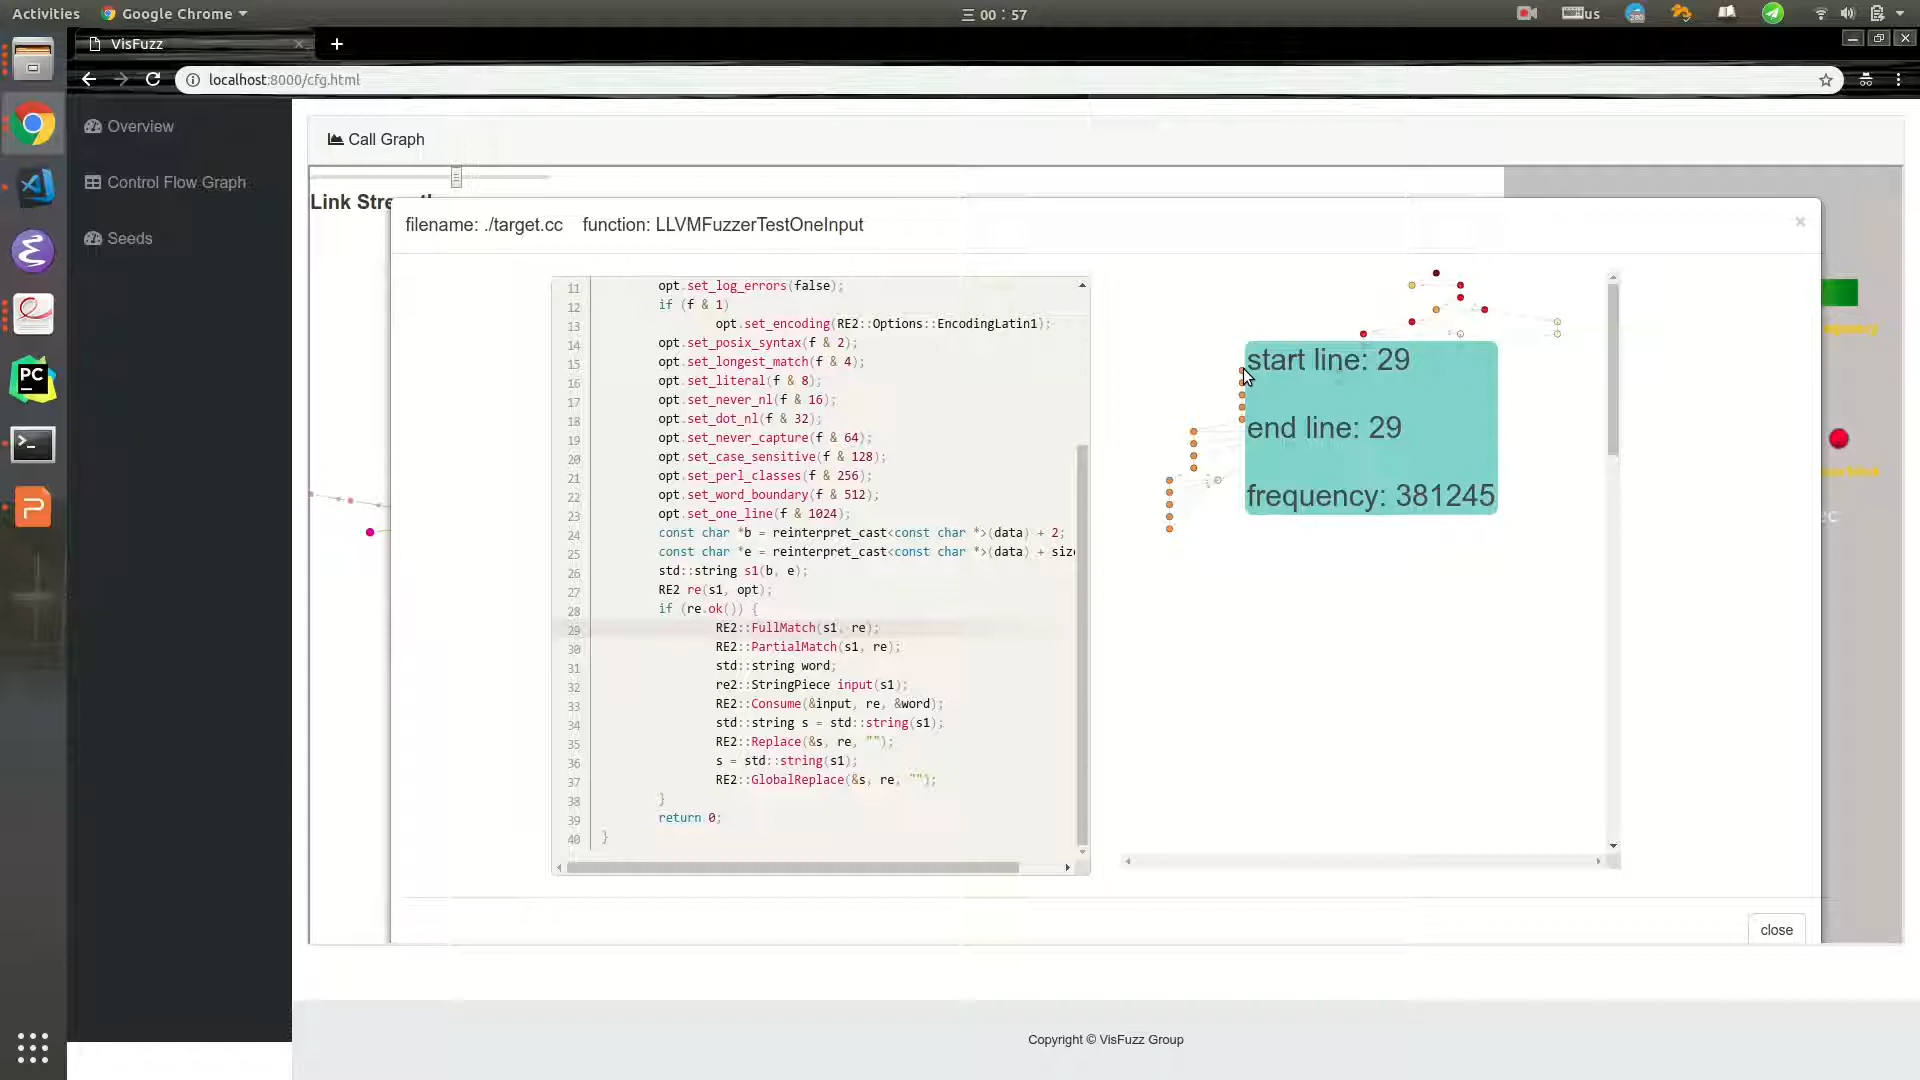 Activities
Google Chrome
三 00 : 57
us
280
VisFuzz
localhost:8000/cfg.html
Overview
Control Flow Graph
Seeds
Call Graph
filename: ./target.cc function: LLVMFuzzerTestOneInput
×
11 opt.set_log_errors(false);
12 if (f & 1)
13 opt.set_encoding(RE2::Options::EncodingLatin1);
14 opt.set_posix_syntax(f & 2);
15 opt.set_longest_match(f & 4);
16 opt.set_literal(f & 8);
17 opt.set_never_nl(f & 16);
18 opt.set_dot_nl(f & 32);
19 opt.set_never_capture(f & 64);
20 opt.set_case_sensitive(f & 128);
21 opt.set_perl_classes(f & 256);
22 opt.set_word_boundary(f & 512);
23 opt.set_one_line(f & 1024);
24 const char *b = reinterpret_cast<const char *>(data) + 2;
25 const char *e = reinterpret_cast<const char *>(data) + size
26 std::string s1(b, e);
27 RE2 re(s1, opt);
28 if (re.ok()) {
29 RE2::FullMatch(s1, re);
30 RE2::PartialMatch(s1, re);
31 std::string word;
32 re2::StringPiece input(s1);
33 RE2::Consume(&input, re, &word);
34 std::string s = std::string(s1);
35 RE2::Replace(&s, re, "");
36 s = std::string(s1);
37 RE2::GlobalReplace(&s, re, "");
38 }
39 return 0;
40 }
start line: 29
end line: 29
frequency: 381245
PC
close
Copyright © VisFuzz Group